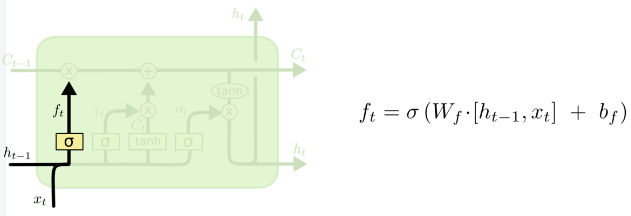 h_t
C_{t-1}
C_t
x
+
tanh
f_t
i_t
o_t
x
x
C̃_t
h_{t-1}
σ
σ
tanh
σ
h_t
x_t
f_t = σ (W_f · [h_{t-1}, x_t] + b_f)